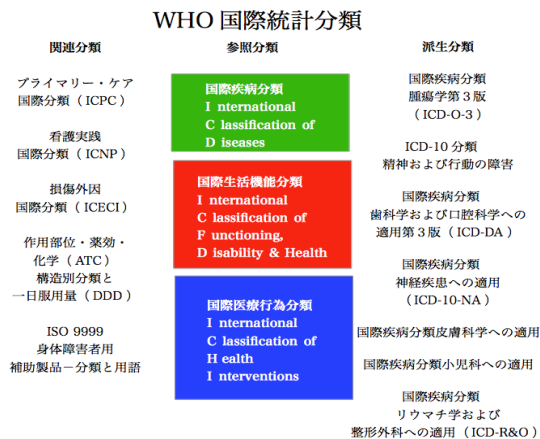 WHO 国際統計分類
関連分類
プライマリー・ケア
国際分類（ICPC）
看護実践
国際分類（ICNP）
損傷外因
国際分類（ICECI）
作用部位・薬効・
化学（ATC）
構造別分類と
一日服用量（DDD）
ISO 9999
身体障害者用
補助製品－分類と用語
参照分類
国際疾病分類
I nternational
C lassification of
D iseases
国際生活機能分類
I nternational
C lassification of
F unctioning,
D isability & Health
国際医療行為分類
I nternational
C lassification of
H ealth
I nterventions
派生分類
国際疾病分類
腫瘍学第３版
（ICD-O-3）
ICD-10 分類
精神および行動の障害
国際疾病分類
歯科学および口腔科学への
適用第３版（ICD-DA）
国際疾病分類
神経疾患への適用
（ICD-10-NA）
国際疾病分類皮膚科学への適用
国際疾病分類小児科への適用
国際疾病分類
リウマチ学および
整形外科への適用（ICD-R&O）